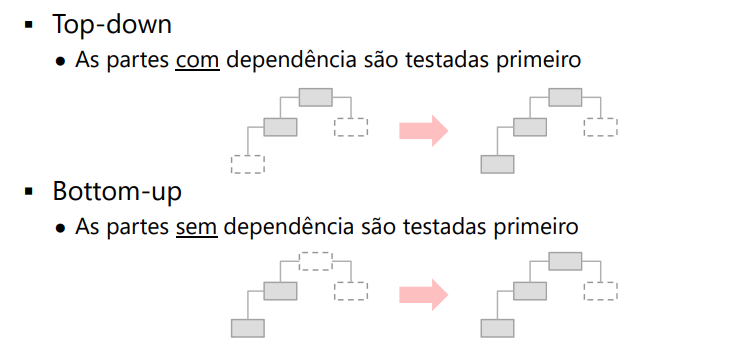 ▪ Top-down
• As partes com dependência são testadas primeiro
▪ Bottom-up
• As partes sem dependência são testadas primeiro